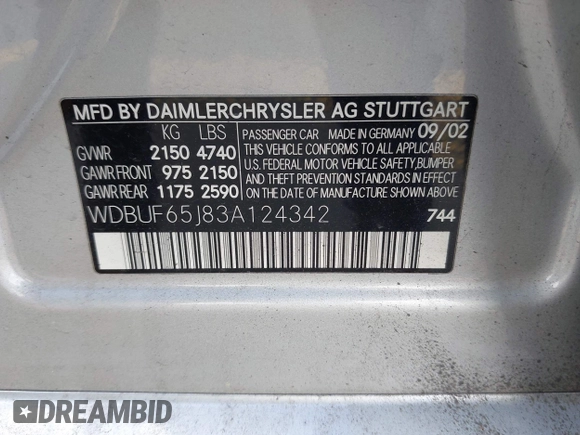 MFD BY DAIMLERCHRYSLER AG STUTTGART
KG LBS
GVWR 2150 4740
GAWR FRONT 975 2150
GAWR REAR 1175 2590
PASSENGER CAR MADE IN GERMANY 09/02
THIS VEHICLE CONFORMS TO ALL APPLICABLE
U.S. FEDERAL MOTOR VEHICLE SAFETY, BUMPER
AND THEFT PREVENTION STANDARDS IN EFFECT
ON THE DATE OF MANUFACTURE SHOWN ABOVE.
WDBUF65J83A124342 744
DREAMBID